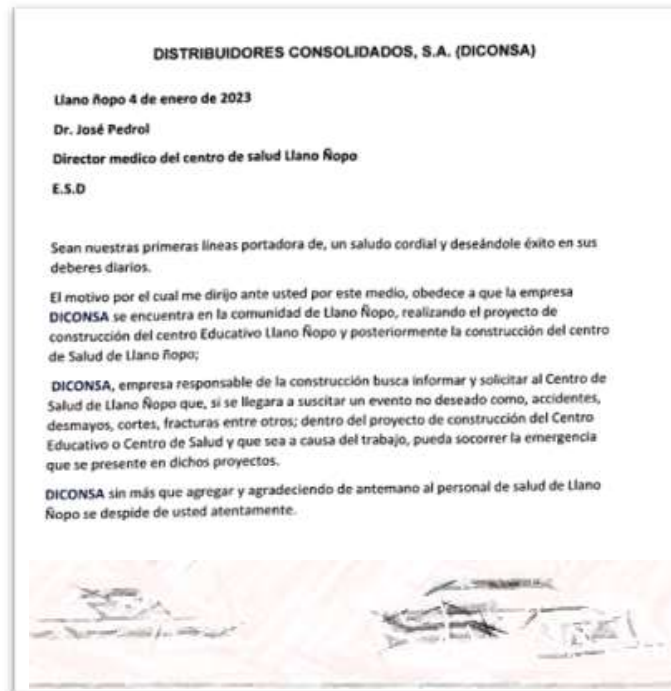 DISTRIBUIDORES CONSOLIDADOS, S.A. (DICONSA)
Llano ñopo 4 de enero de 2023
Dr. José Pedrol
Director medico del centro de salud Llano Ñopo
E.S.D
Sean nuestras primeras líneas portadora de, un saludo cordial y deseándole éxito en sus
deberes diarios.
El motivo por el cual me dirijo ante usted por este medio, obedece a que la empresa
DICONSA se encuentra en la comunidad de Llano Ñopo, realizando el proyecto de
construcción del centro Educativo Llano Ñopo y posteriormente la construcción del centro
de Salud de Llano ñopo;
DICONSA, empresa responsable de la construcción busca informar y solicitar al Centro de
Salud de Llano Ñopo que, si se llegara a suscitar un evento no deseado como, accidentes,
desmayos, cortes, fracturas entre otros; dentro del proyecto de construcción del Centro
Educativo o Centro de Salud y que sea a causa del trabajo, pueda socorrer la emergencia
que se presente en dichos proyectos.
DICONSA sin más que agregar y agradeciendo de antemano al personal de salud de Llano
Ñopo se despide de usted atentamente.